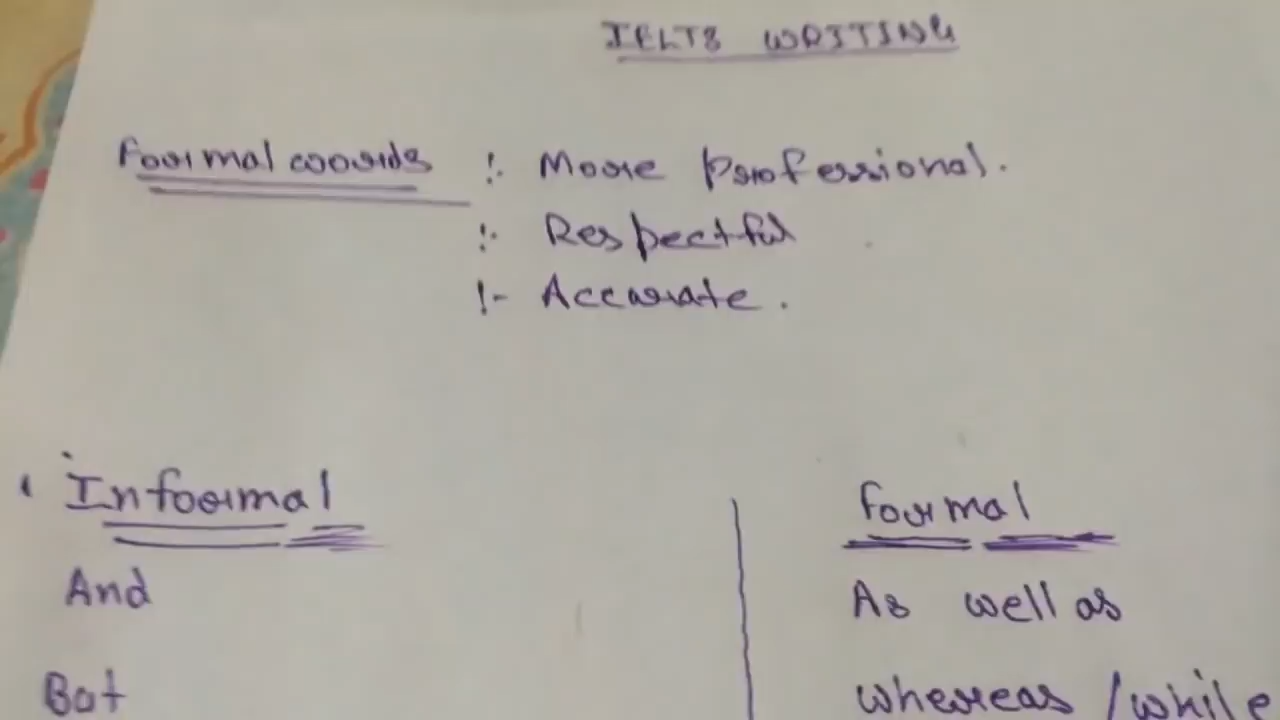 IELTS WRITING
Formal words :- More Professional.
:- Respectful
:- Accurate.
Informal
Formal
And
As well as
But
whereas / while